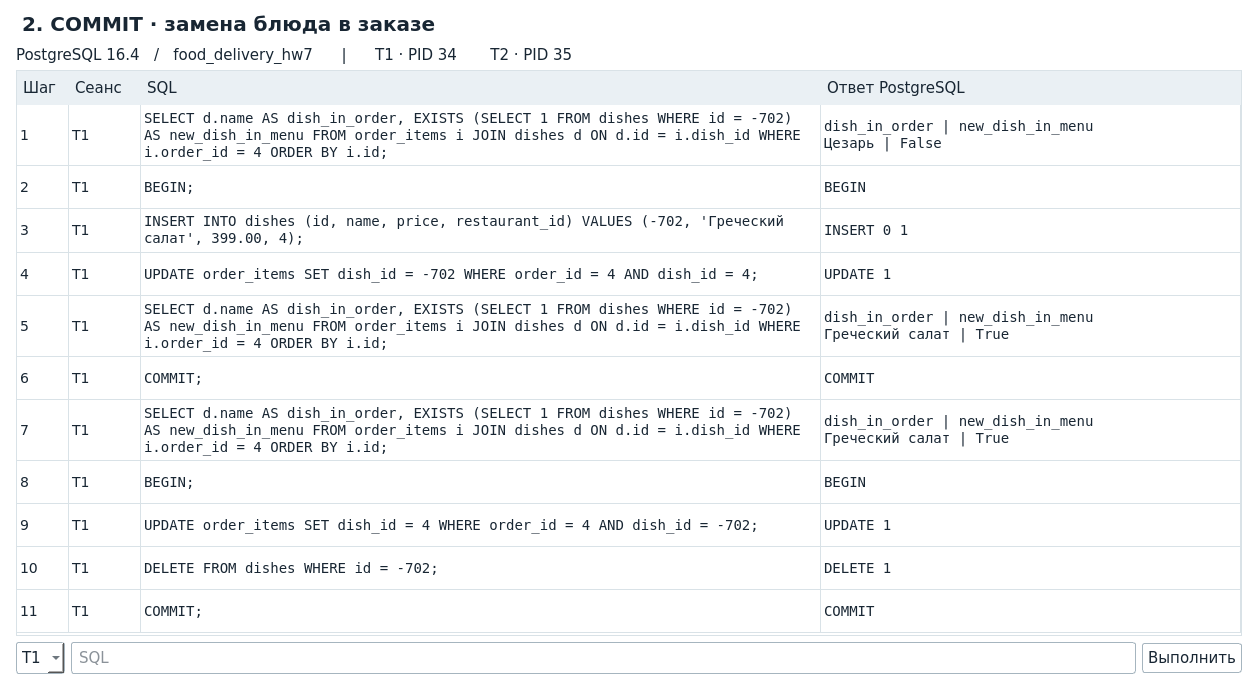 2. COMMIT · замена блюда в заказе
PostgreSQL 16.4 / food_delivery_hw7 | T1 · PID 34 T2 · PID 35
Шаг Сеанс SQL Ответ PostgreSQL
1 T1 SELECT d.name AS dish_in_order, EXISTS (SELECT 1 FROM dishes WHERE id = -702)
AS new_dish_in_menu FROM order_items i JOIN dishes d ON d.id = i.dish_id WHERE
i.order_id = 4 ORDER BY i.id;
dish_in_order | new_dish_in_menu
Цезарь | False
2 T1 BEGIN; BEGIN
3 T1 INSERT INTO dishes (id, name, price, restaurant_id) VALUES (-702, 'Греческий
салат', 399.00, 4);
INSERT 0 1
4 T1 UPDATE order_items SET dish_id = -702 WHERE order_id = 4 AND dish_id = 4; UPDATE 1
5 T1 SELECT d.name AS dish_in_order, EXISTS (SELECT 1 FROM dishes WHERE id = -702)
AS new_dish_in_menu FROM order_items i JOIN dishes d ON d.id = i.dish_id WHERE
i.order_id = 4 ORDER BY i.id;
dish_in_order | new_dish_in_menu
Греческий салат | True
6 T1 COMMIT; COMMIT
7 T1 SELECT d.name AS dish_in_order, EXISTS (SELECT 1 FROM dishes WHERE id = -702)
AS new_dish_in_menu FROM order_items i JOIN dishes d ON d.id = i.dish_id WHERE
i.order_id = 4 ORDER BY i.id;
dish_in_order | new_dish_in_menu
Греческий салат | True
8 T1 BEGIN; BEGIN
9 T1 UPDATE order_items SET dish_id = 4 WHERE order_id = 4 AND dish_id = -702; UPDATE 1
10 T1 DELETE FROM dishes WHERE id = -702; DELETE 1
11 T1 COMMIT; COMMIT
T1 SQL Выполнить